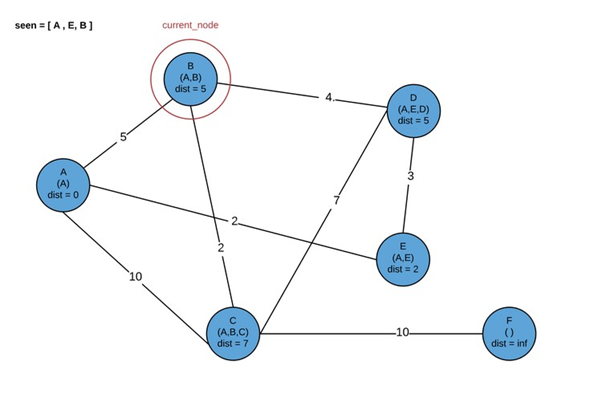 seen = [ A , E, B ]
current_node
B
(A,B)
dist = 5
4
D
(A,E,D)
dist = 5
5
3
A
(A)
dist = 0
7
2
2
E
(A,E)
dist = 2
10
C
(A,B,C)
dist = 7
10
F
( )
dist = inf